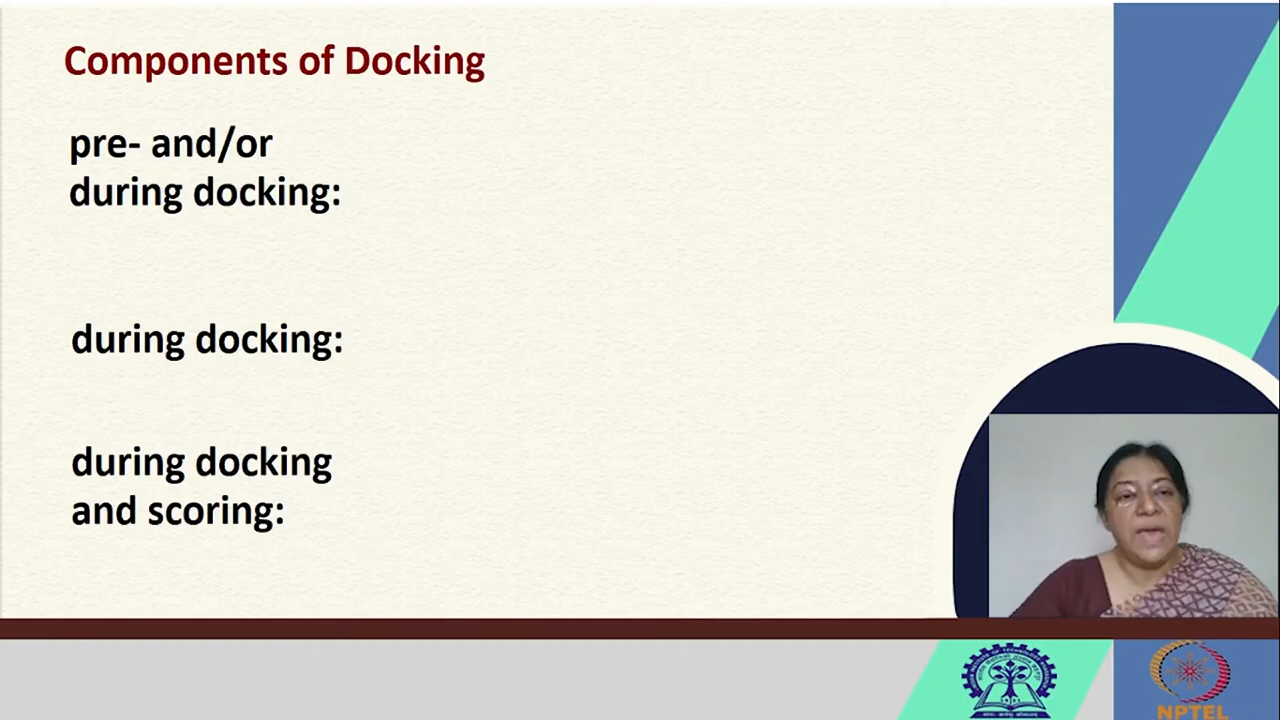 Components of Docking
pre- and/or
during docking:
during docking:
during docking
and scoring:
NPTEL